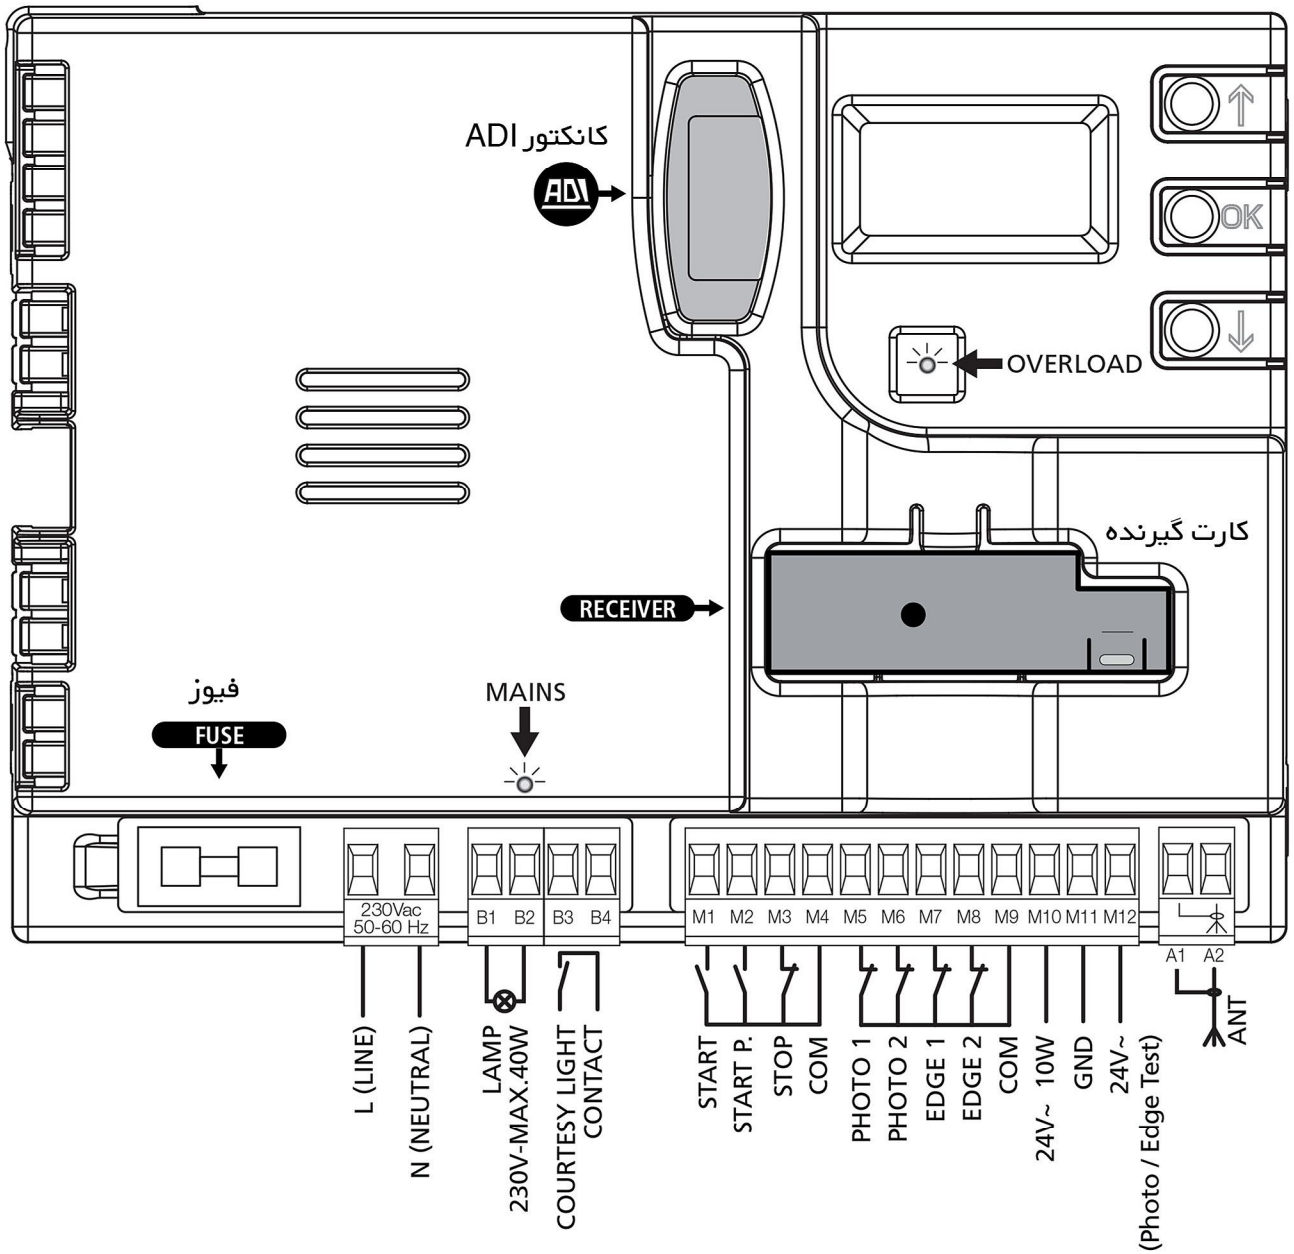 کانکتور ADI
ADI
OK
OVERLOAD
کارت گیرنده
RECEIVER
فیوز
FUSE
MAINS
230Vac
50-60 Hz
B1 B2 B3 B4
M1 M2 M3 M4 M5 M6 M7 M8 M9 M10 M11 M12
A1 A2
L (LINE)
N (NEUTRAL)
LAMP
230V-MAX.40W
COURTESY LIGHT
CONTACT
START
START P.
STOP
COM
PHOTO 1
PHOTO 2
EDGE 1
EDGE 2
COM
24V~ 10W
GND
24V~
(Photo / Edge Test)
ANT